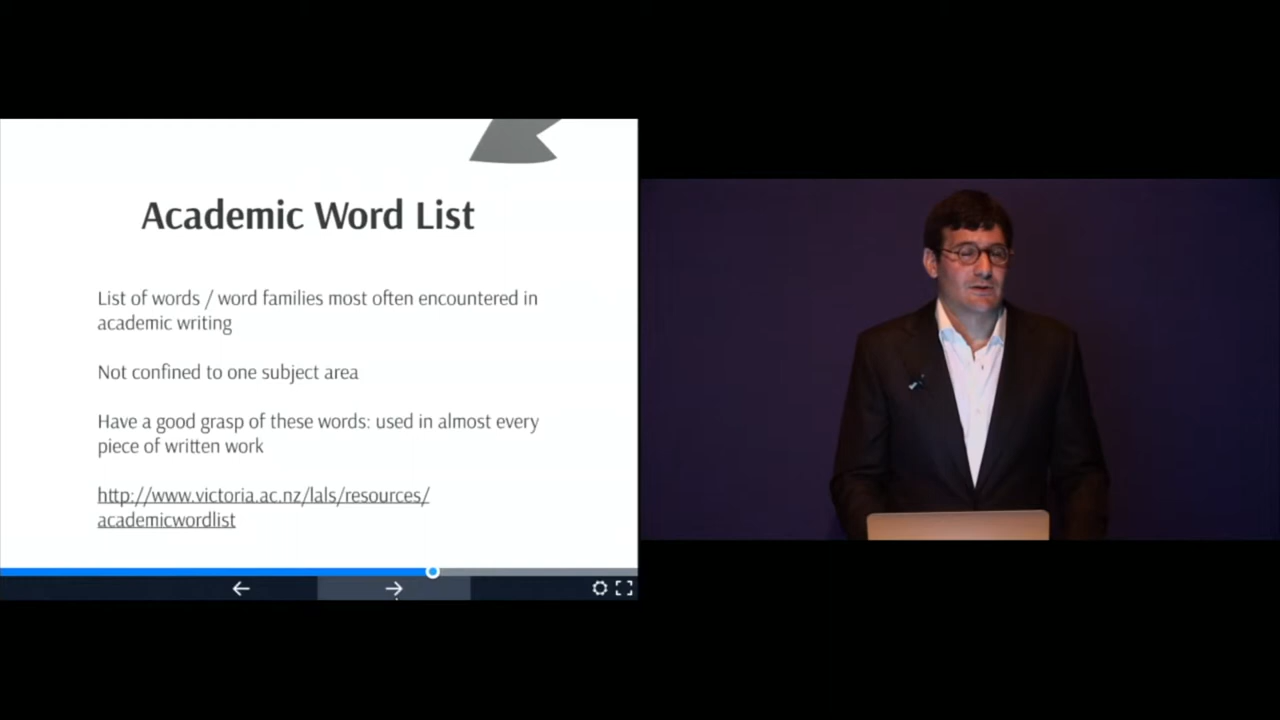 Academic Word List
List of words / word families most often encountered in
academic writing
Not confined to one subject area
Have a good grasp of these words: used in almost every
piece of written work
http://www.victoria.ac.nz/lals/resources/
academicwordlist